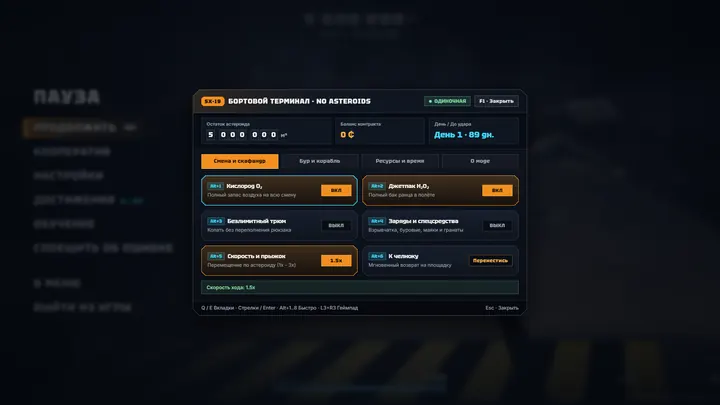 ПАУЗА
ПРОДОЛЖИТЬ
КООПЕРАТИВ
НАСТРОЙКИ
ДОСТИЖЕНИЯ
ОБУЧЕНИЕ
СООБЩИТЬ ОБ ОШИБКЕ
В МЕНЮ
ВЫЙТИ ИЗ ИГРЫ
SX-19 БОРТОВОЙ ТЕРМИНАЛ · NO ASTEROIDS
ОДИНОЧНАЯ
F1 · Закрыть
Остаток астероида
5 000 000 м³
Баланс контракта
0 ₵
День / До удара
День 1 · 89 дн.
Смена и скафандр
Бур и корабль
Ресурсы и время
О моде
Alt+1 Кислород O₂
Полный запас воздуха на всю смену
ВКЛ
Alt+2 Джетпак H₂O₂
Полный бак ранца в полёте
ВКЛ
Alt+3 Безлимитный трюм
Копать без переполнения рюкзака
ВЫКЛ
Alt+4 Заряды и спецсредства
Взрывчатка, буровые, маяки и гранаты
ВЫКЛ
Alt+5 Скорость и прыжок
Перемещение по астероиду (1x - 3x)
1.5x
Alt+6 К челноку
Мгновенный возврат на площадку
Перенестись
Скорость хода: 1.5x
Q / E Вкладки · Стрелки / Enter · Alt+1..6 Быстро · L3+R3 Геймпад
Esc · Закрыть